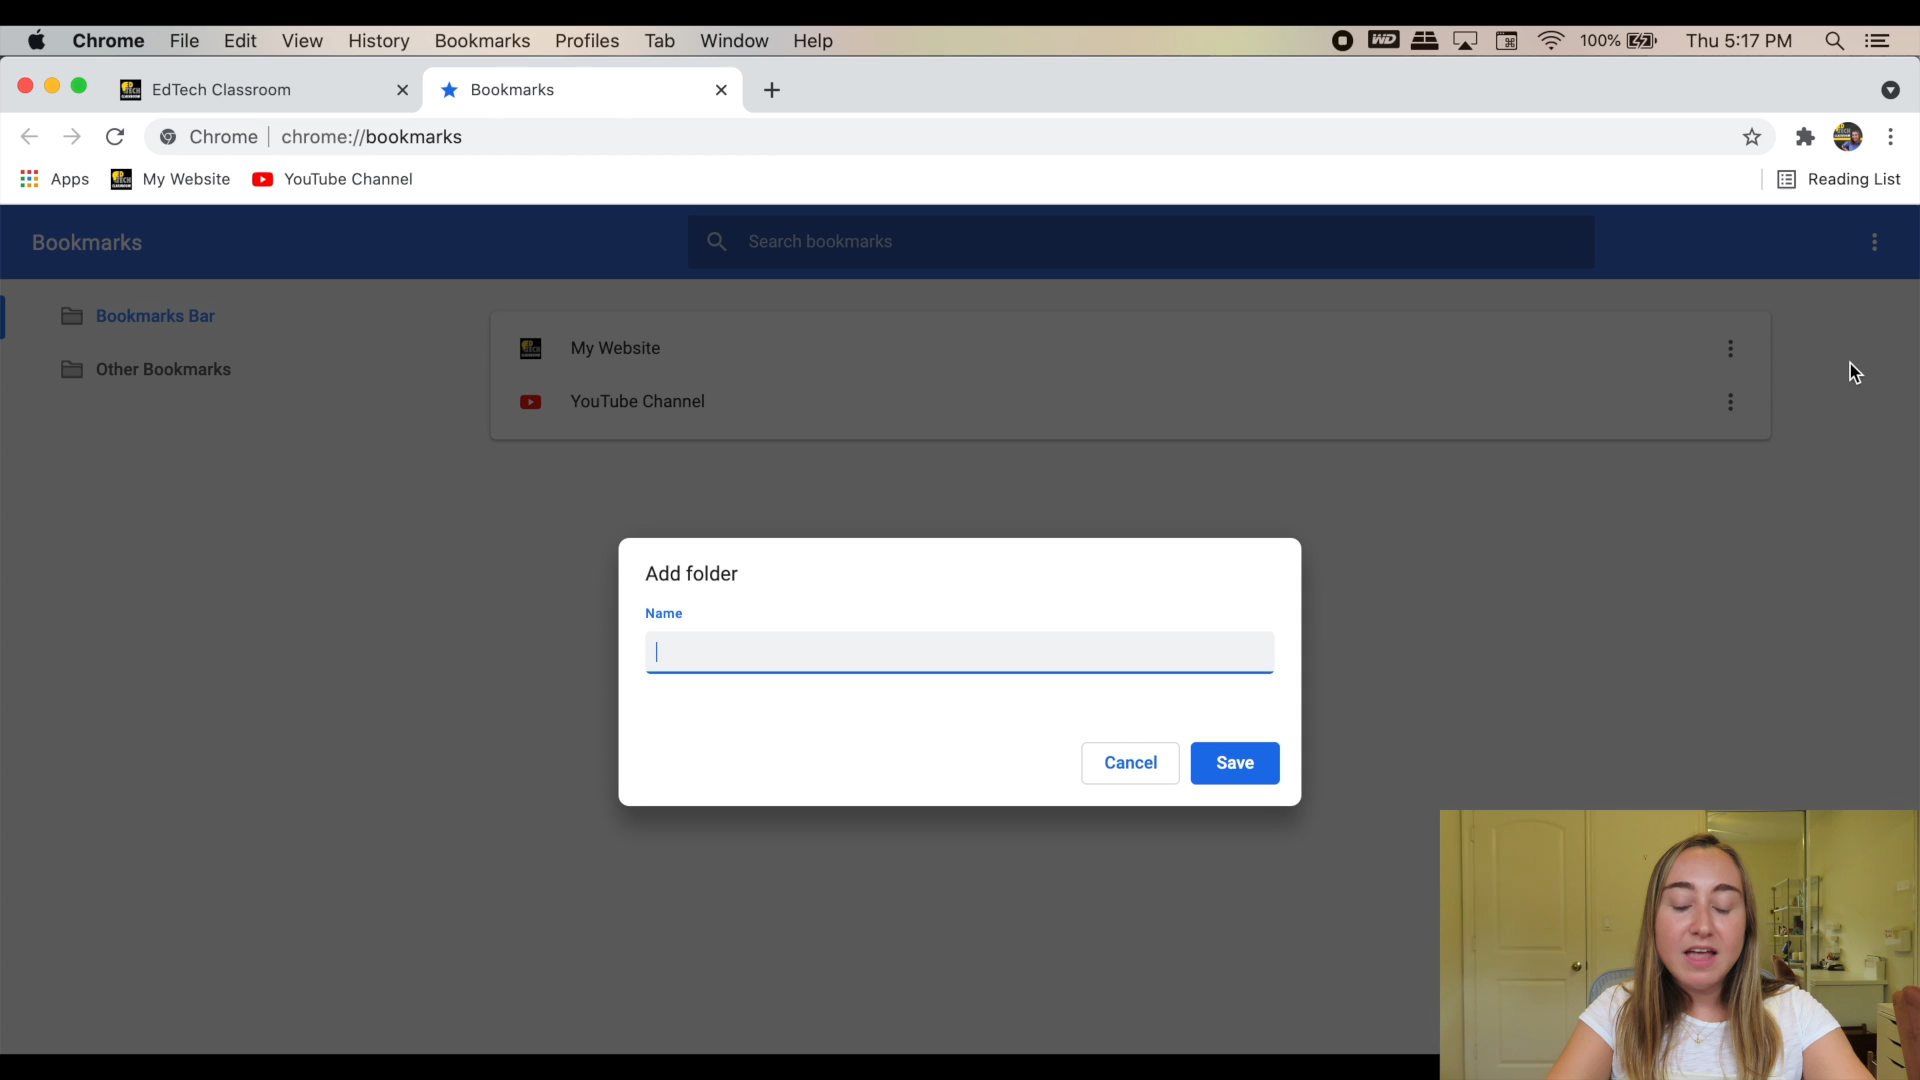 Chrome File Edit View History Bookmarks Profiles Tab Window Help WD 100% Thu 5:17 PM
EdTech Classroom Bookmarks
Chrome chrome://bookmarks
Apps My Website YouTube Channel Reading List
Bookmarks Search bookmarks
Bookmarks Bar
Other Bookmarks
My Website
YouTube Channel
Add folder
Name
Cancel Save